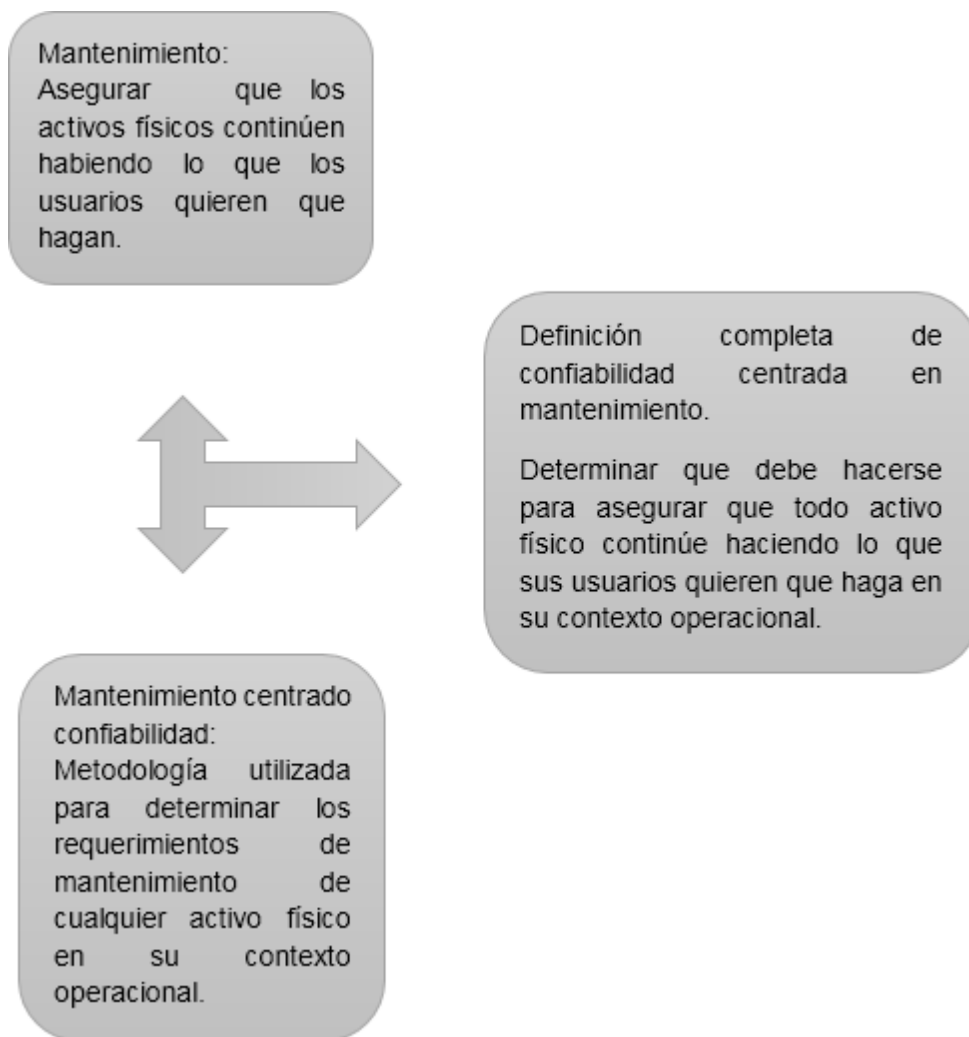 Mantenimiento:
Asegurar que los
activos físicos continúen
habiendo lo que los
usuarios quieren que
hagan.
Definición completa de
confiabilidad centrada en
mantenimiento.
Determinar que debe hacerse
para asegurar que todo activo
físico continúe haciendo lo que
sus usuarios quieren que haga en
su contexto operacional.
Mantenimiento centrado
confiabilidad:
Metodología utilizada
para determinar los
requerimientos de
mantenimiento de
cualquier activo físico
en su contexto
operacional.